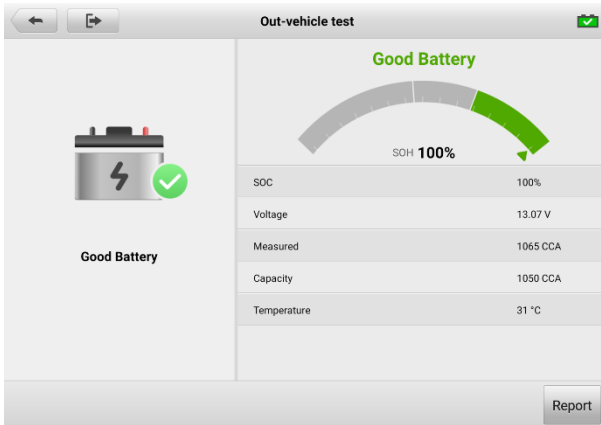 Out-vehicle test
Good Battery
SOH 100%
SOC 100%
Voltage 13.07 V
Measured 1065 CCA
Good Battery
Capacity 1050 CCA
Temperature 31 °C
Report